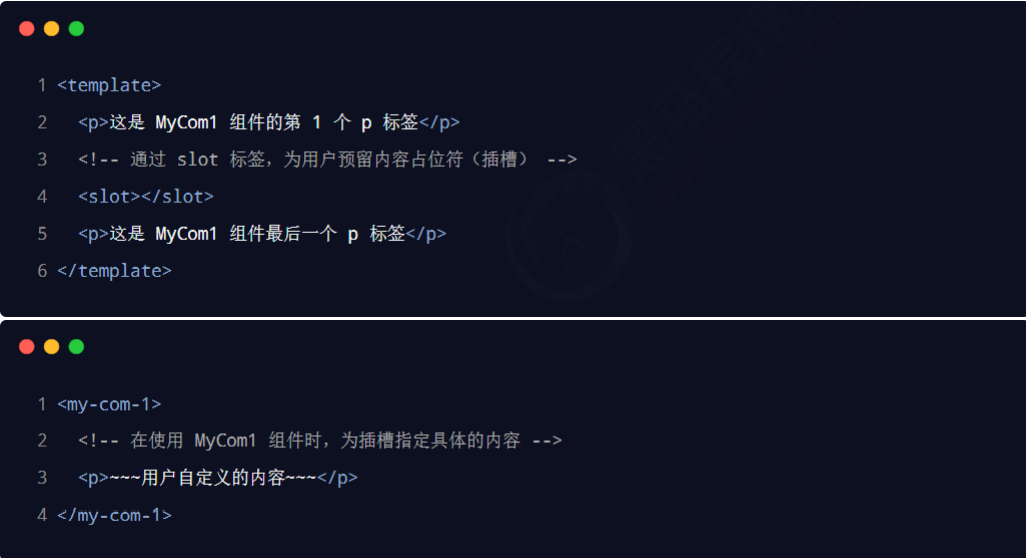 1 <template>
2 <p>这是 MyCom1 组件的第 1 个 p 标签</p>
3 <!-- 通过 slot 标签，为用户预留内容占位符（插槽） -->
4 <slot></slot>
5 <p>这是 MyCom1 组件最后一个 p 标签</p>
6 </template>
1 <my-com-1>
2 <!-- 在使用 MyCom1 组件时，为插槽指定具体的内容 -->
3 <p>~~~用户自定义的内容~~~</p>
4 </my-com-1>